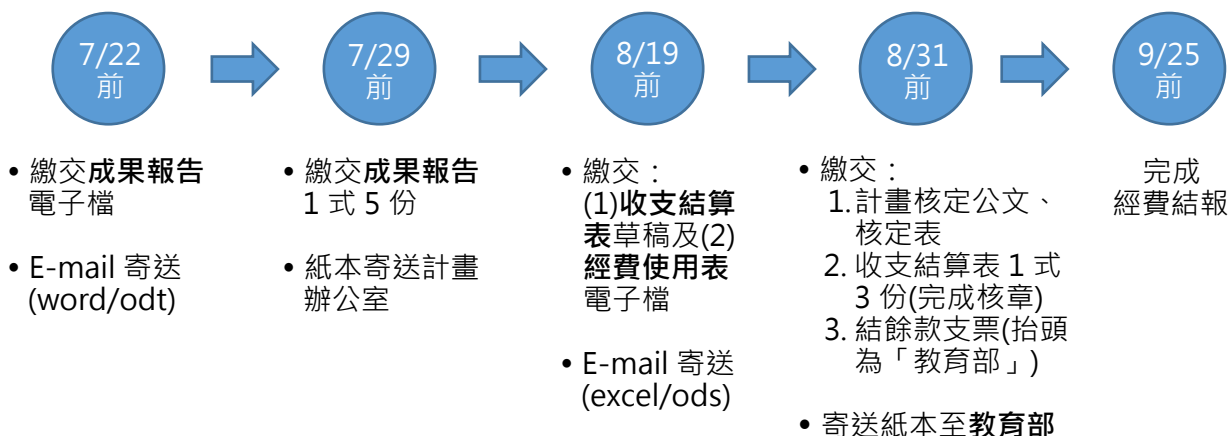 7/22
前
7/29
前
8/19
前
8/31
前
9/25
前
• 繳交成果報告
電子檔
• E-mail 寄送
(word/odt)
• 繳交成果報告
1 式 5 份
• 紙本寄送計畫
辦公室
• 繳交：
(1)收支結算
表草稿及(2)
經費使用表
電子檔
• E-mail 寄送
(excel/ods)
• 繳交：
1.計畫核定公文、
核定表
2. 收支結算表 1 式
3 份(完成核章)
3. 結餘款支票(抬頭
為「教育部」)
• 寄送紙本至教育部
完成
經費結報